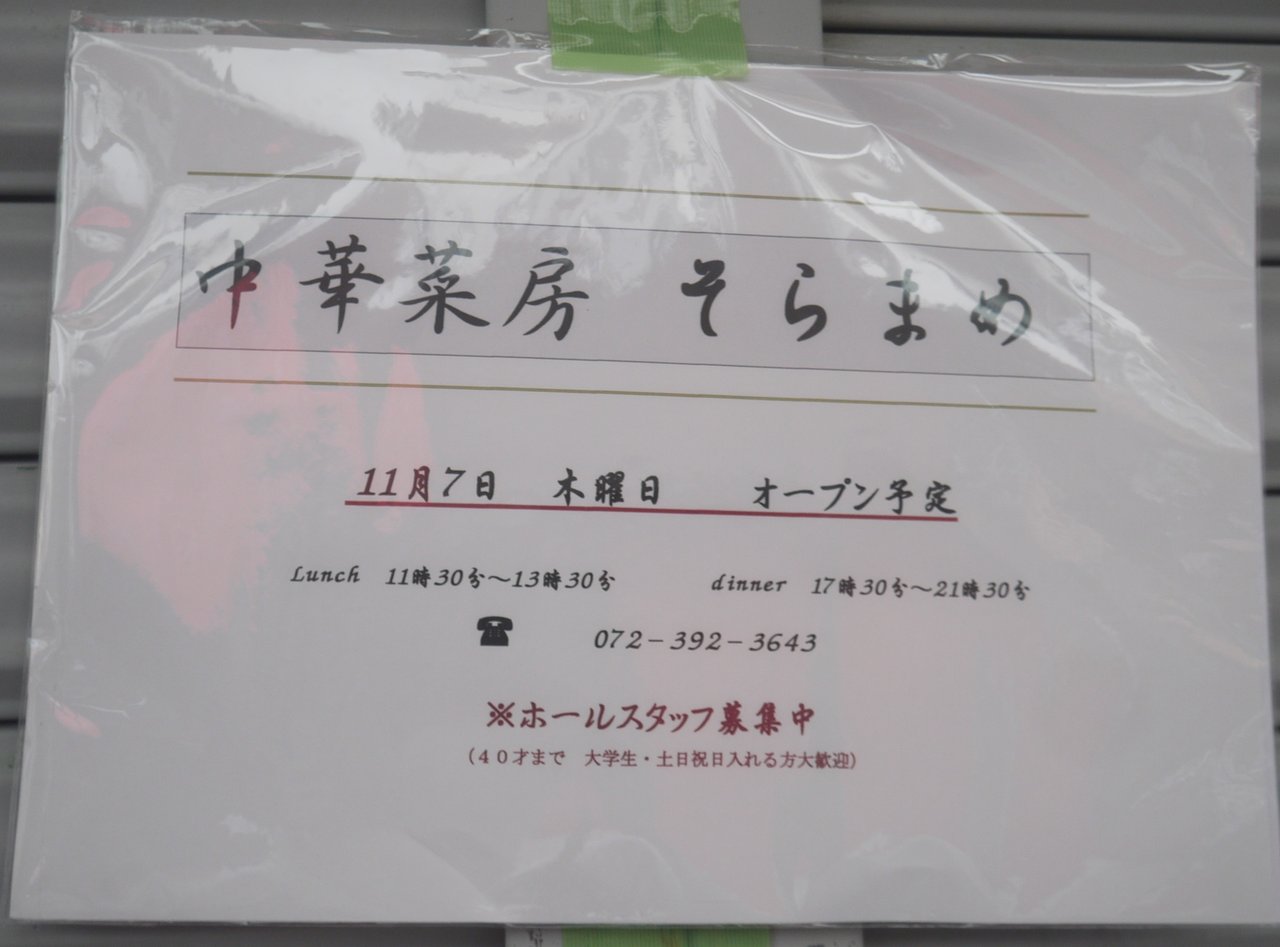 中華菜房 そらまめ
11月7日 木曜日 オープン予定
Lunch 11時30分～13時30分 dinner 17時30分～21時30分
☎ 072－392－3643
※ホールスタッフ募集中
（４０才まで 大学生・土日祝日入れる方大歓迎）